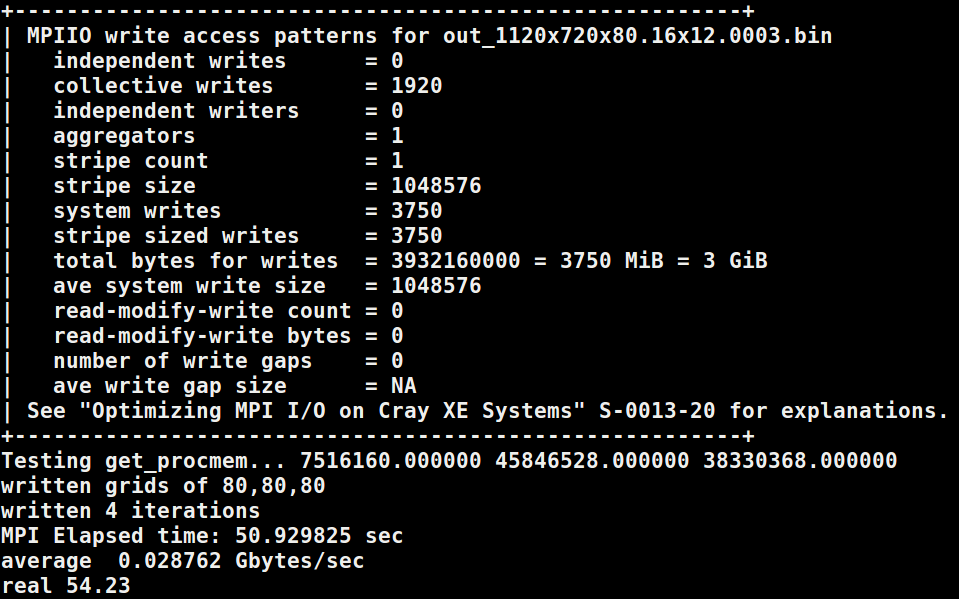 +--------------------------------------------------------+
| MPIIO write access patterns for out_1120x720x80.16x12.0003.bin
|   independent writes      = 0
|   collective writes       = 1920
|   independent writers     = 0
|   aggregators             = 1
|   stripe count            = 1
|   stripe size             = 1048576
|   system writes           = 3750
|   stripe sized writes     = 3750
|   total bytes for writes  = 3932160000 = 3750 MiB = 3 GiB
|   ave system write size   = 1048576
|   read-modify-write count = 0
|   read-modify-write bytes = 0
|   number of write gaps    = 0
|   ave write gap size      = NA
| See "Optimizing MPI I/O on Cray XE Systems" S-0013-20 for explanations.
+--------------------------------------------------------+
Testing get_procmem... 7516160.000000 45846528.000000 38330368.000000
written grids of 80,80,80
written 4 iterations
MPI Elapsed time: 50.929825 sec
average  0.028762 Gbytes/sec
real 54.23